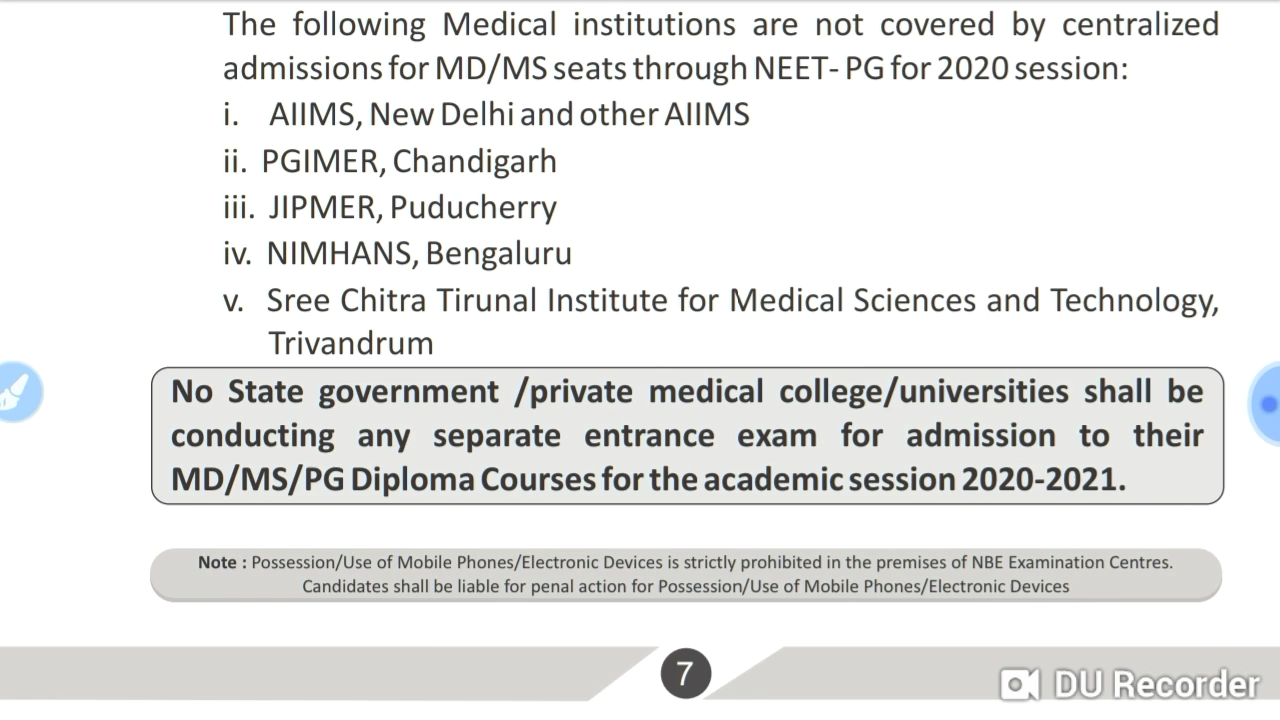 The following Medical institutions are not covered by centralized
admissions for MD/MS seats through NEET- PG for 2020 session:
i. AIIMS, New Delhi and other AIIMS
ii. PGIMER, Chandigarh
iii. JIPMER, Puducherry
iv. NIMHANS, Bengaluru
v. Sree Chitra Tirunal Institute for Medical Sciences and Technology,
Trivandrum
No State government /private medical college/universities shall be
conducting any separate entrance exam for admission to their
MD/MS/PG Diploma Courses for the academic session 2020-2021.
Note : Possession/Use of Mobile Phones/Electronic Devices is strictly prohibited in the premises of NBE Examination Centres.
Candidates shall be liable for penal action for Possession/Use of Mobile Phones/Electronic Devices
7
DU Recorder